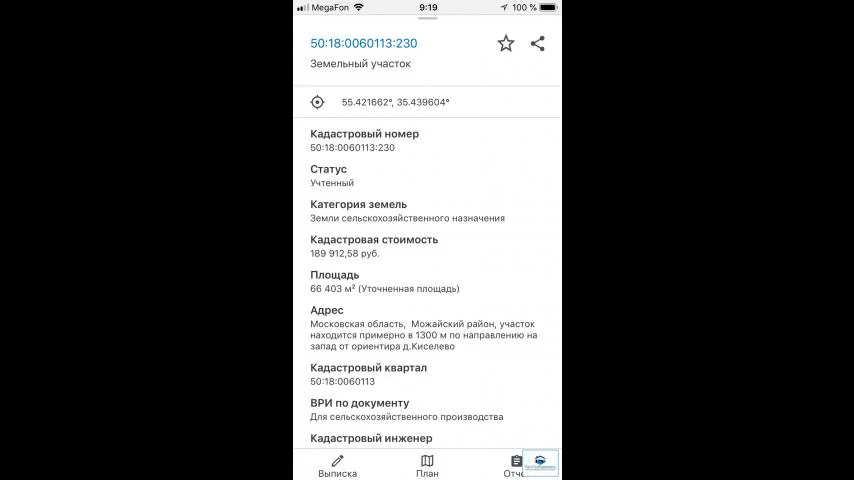 MegaFon 9:19 100 %
50:18:0060113:230
Земельный участок
55.421662°, 35.439604°
Кадастровый номер
50:18:0060113:230
Статус
Учтенный
Категория земель
Земли сельскохозяйственного назначения
Кадастровая стоимость
189 912,58 руб.
Площадь
66 403 м² (Уточненная площадь)
Адрес
Московская область, Можайский район, участок
находится примерно в 1300 м по направлению на
запад от ориентира д.Киселево
Кадастровый квартал
50:18:0060113
ВРИ по документу
Для сельскохозяйственного производства
Кадастровый инженер
Выписка План Отче